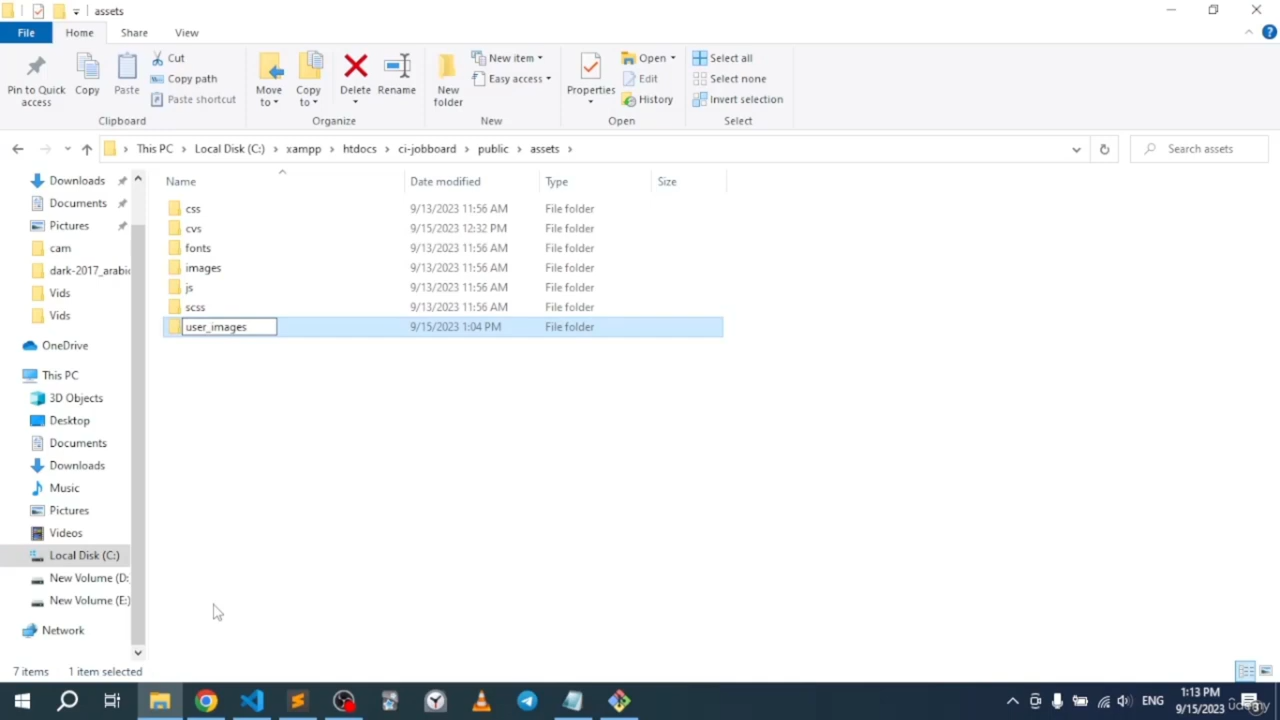 assets
File
Home
Share
View
Pin to Quick access
Copy
Paste
Cut
Copy path
Paste shortcut
Clipboard
Move to
Copy to
Delete
Rename
Organize
New folder
New item
Easy access
New
Properties
Open
Edit
History
Open
Select all
Select none
Invert selection
Select
This PC > Local Disk (C:) > xampp > htdocs > ci-jobboard > public > assets >
Search assets
Name Date modified Type Size
css 9/13/2023 11:56 AM File folder
cvs 9/15/2023 12:32 PM File folder
fonts 9/13/2023 11:56 AM File folder
images 9/13/2023 11:56 AM File folder
js 9/13/2023 11:56 AM File folder
scss 9/13/2023 11:56 AM File folder
user_images 9/15/2023 1:04 PM File folder
Downloads
Documents
Pictures
cam
dark-2017_arabic
Vids
Vids
OneDrive
This PC
3D Objects
Desktop
Documents
Downloads
Music
Pictures
Videos
Local Disk (C:)
New Volume (D:
New Volume (E:)
Network
7 items 1 item selected
ENG
1:13 PM
9/15/2023
udemy
3